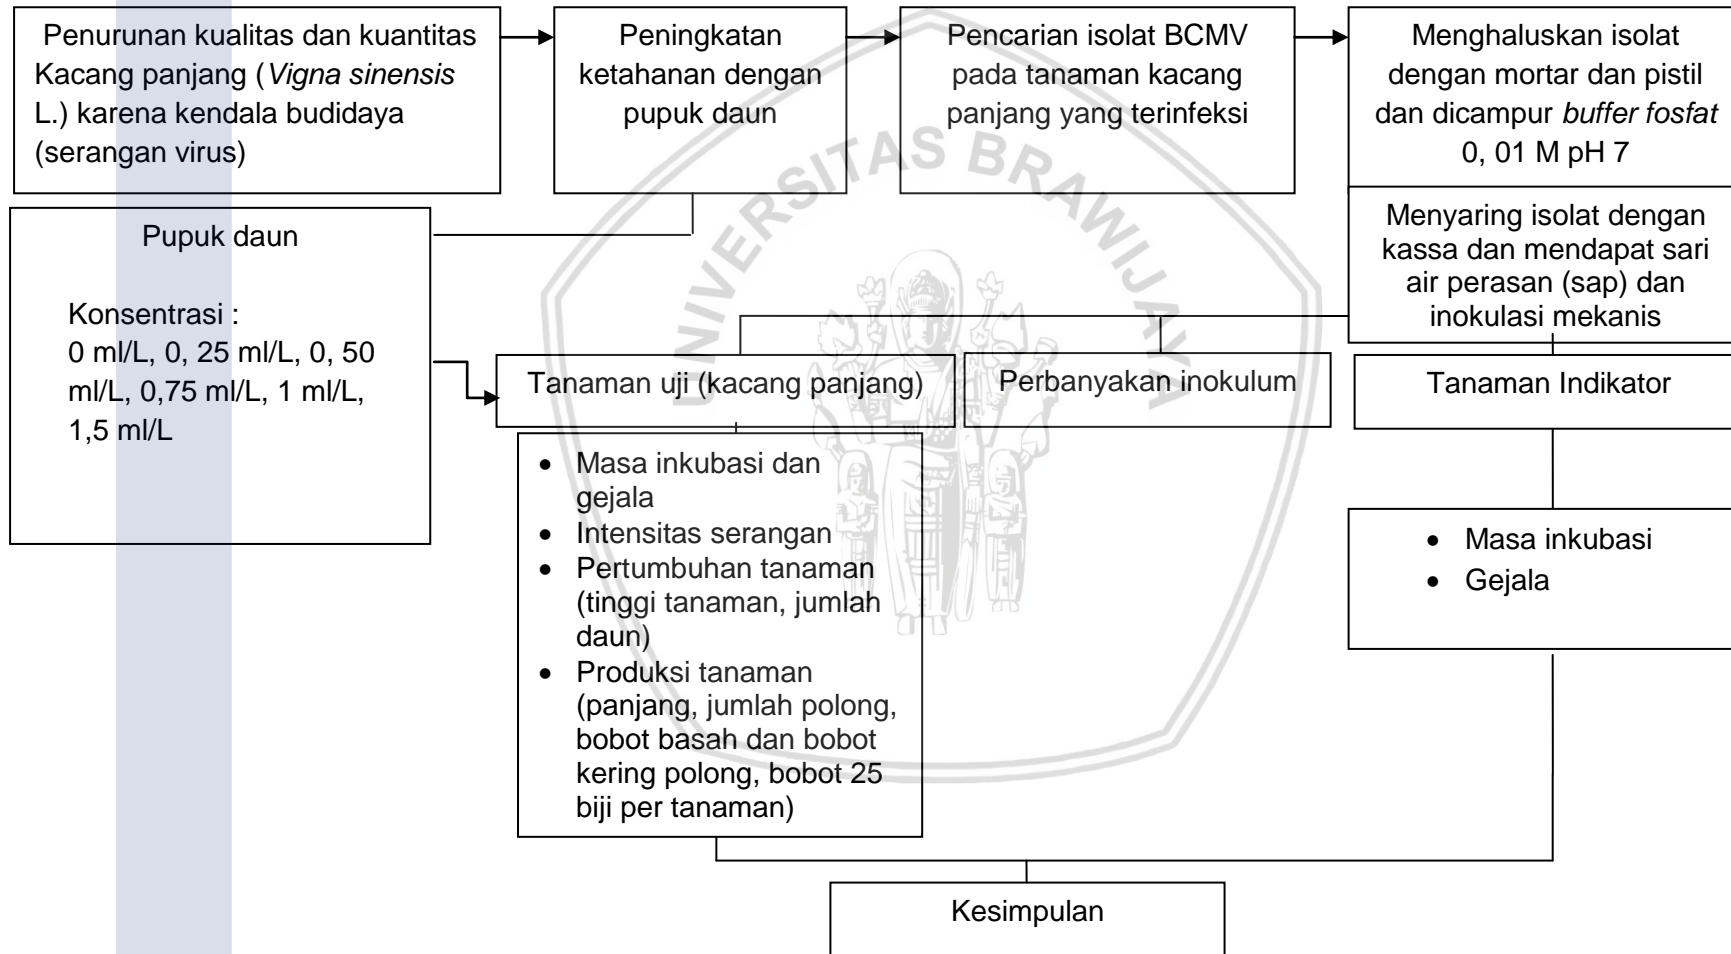 Penurunan kualitas dan kuantitas
Kacang panjang (Vigna sinensis
L.) karena kendala budidaya
(serangan virus)
Peningkatan
ketahanan dengan
pupuk daun
Pencarian isolat BCMV
pada tanaman kacang
panjang yang terinfeksi
Menghaluskan isolat
dengan mortar dan pistil
dan dicampur buffer fosfat
0, 01 M pH 7
Menyaring isolat dengan
kassa dan mendapat sari
air perasan (sap) dan
inokulasi mekanis
Pupuk daun
Konsentrasi :
0 ml/L, 0, 25 ml/L, 0, 50
ml/L, 0,75 ml/L, 1 ml/L,
1,5 ml/L
Tanaman uji (kacang panjang)
Perbanyakan inokulum
Tanaman Indikator
• Masa inkubasi dan
gejala
• Intensitas serangan
• Pertumbuhan tanaman
(tinggi tanaman, jumlah
daun)
• Produksi tanaman
(panjang, jumlah polong,
bobot basah dan bobot
kering polong, bobot 25
biji per tanaman)
• Masa inkubasi
• Gejala
Kesimpulan
UNIVERSITAS BRAWIJAYA